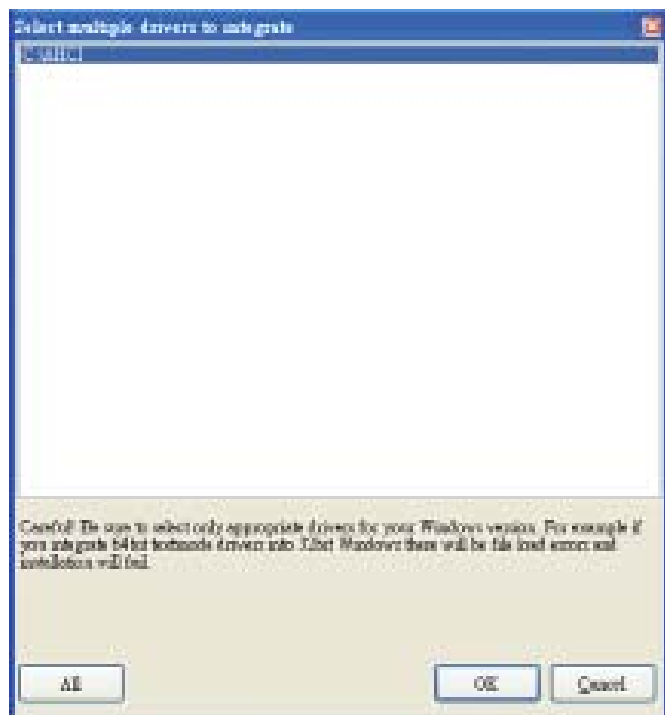 Select multiple drivers to integrate
C:\AHCI
Careful! Be sure to select only appropriate drivers for your Windows version. For example if
you integrate 64bit textmode drivers into 32bit Windows there will be file load errors and
installation will fail.
All
OK
Cancel